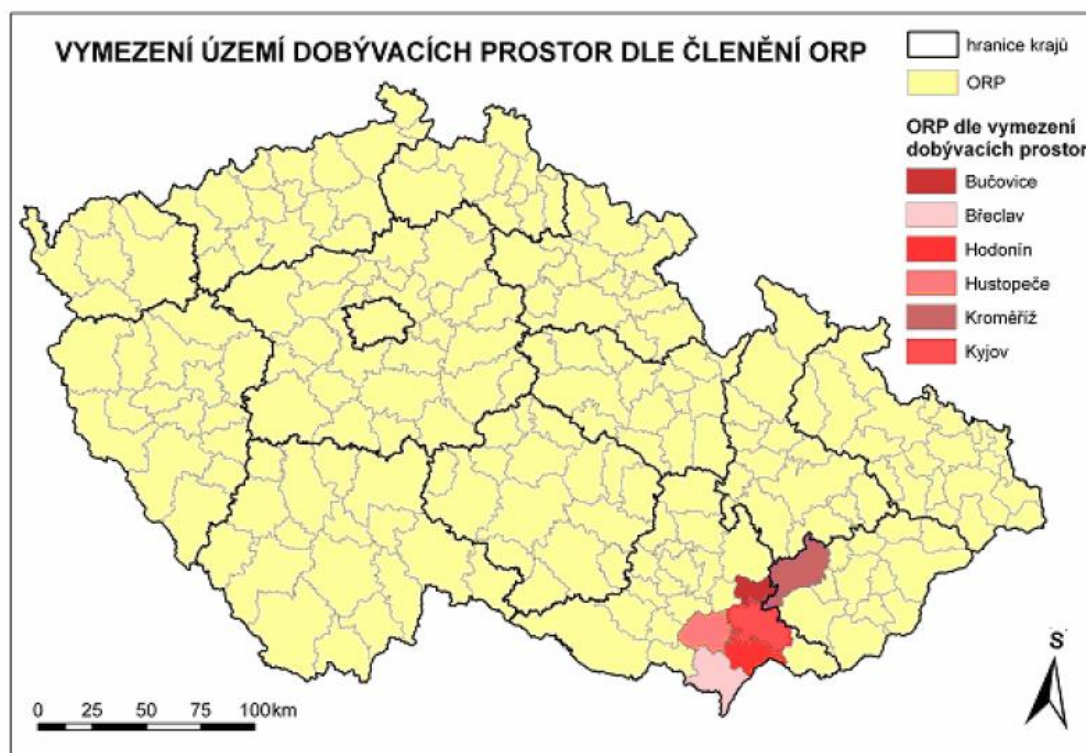 VYMEZENÍ ÚZEMÍ DOBÝVACÍCH PROSTOR DLE ČLENĚNÍ ORP
hranice krajů
ORP
ORP dle vymezení
dobývacích prostor
Bučovice
Břeclav
Hodonín
Hustopeče
Kroměříž
Kyjov
S
0 25 50 75 100km